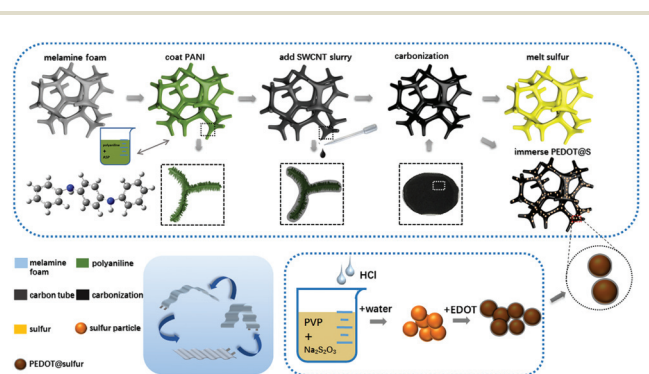 melamine foam
coat PANI
add SWCNT slurry
carbonization
melt sulfur
polyaniline
+
PVP
immerse PEDOT@S
melamine
foam
polyaniline
carbon tube
carbonization
sulfur
sulfur particle
PEDOT@sulfur
HCl
PVP
+
Na₂S₂O₃
+water
+EDOT